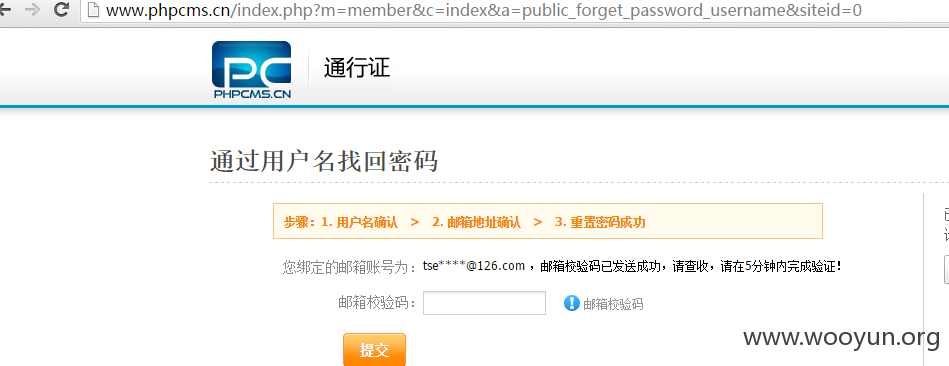 www.phpcms.cn/index.php?m=member&c=index&a=public_forget_password_username&siteid=0
PC
PHPCMS.CN
通行证
通过用户名找回密码
步骤：1. 用户名确认 > 2. 邮箱地址确认 > 3. 重置密码成功
您绑定的邮箱账号为：tse****@126.com ，邮箱校验码已发送成功，请查收，请在5分钟内完成验证！
邮箱校验码：
邮箱校验码
提交
www.wooyun.org